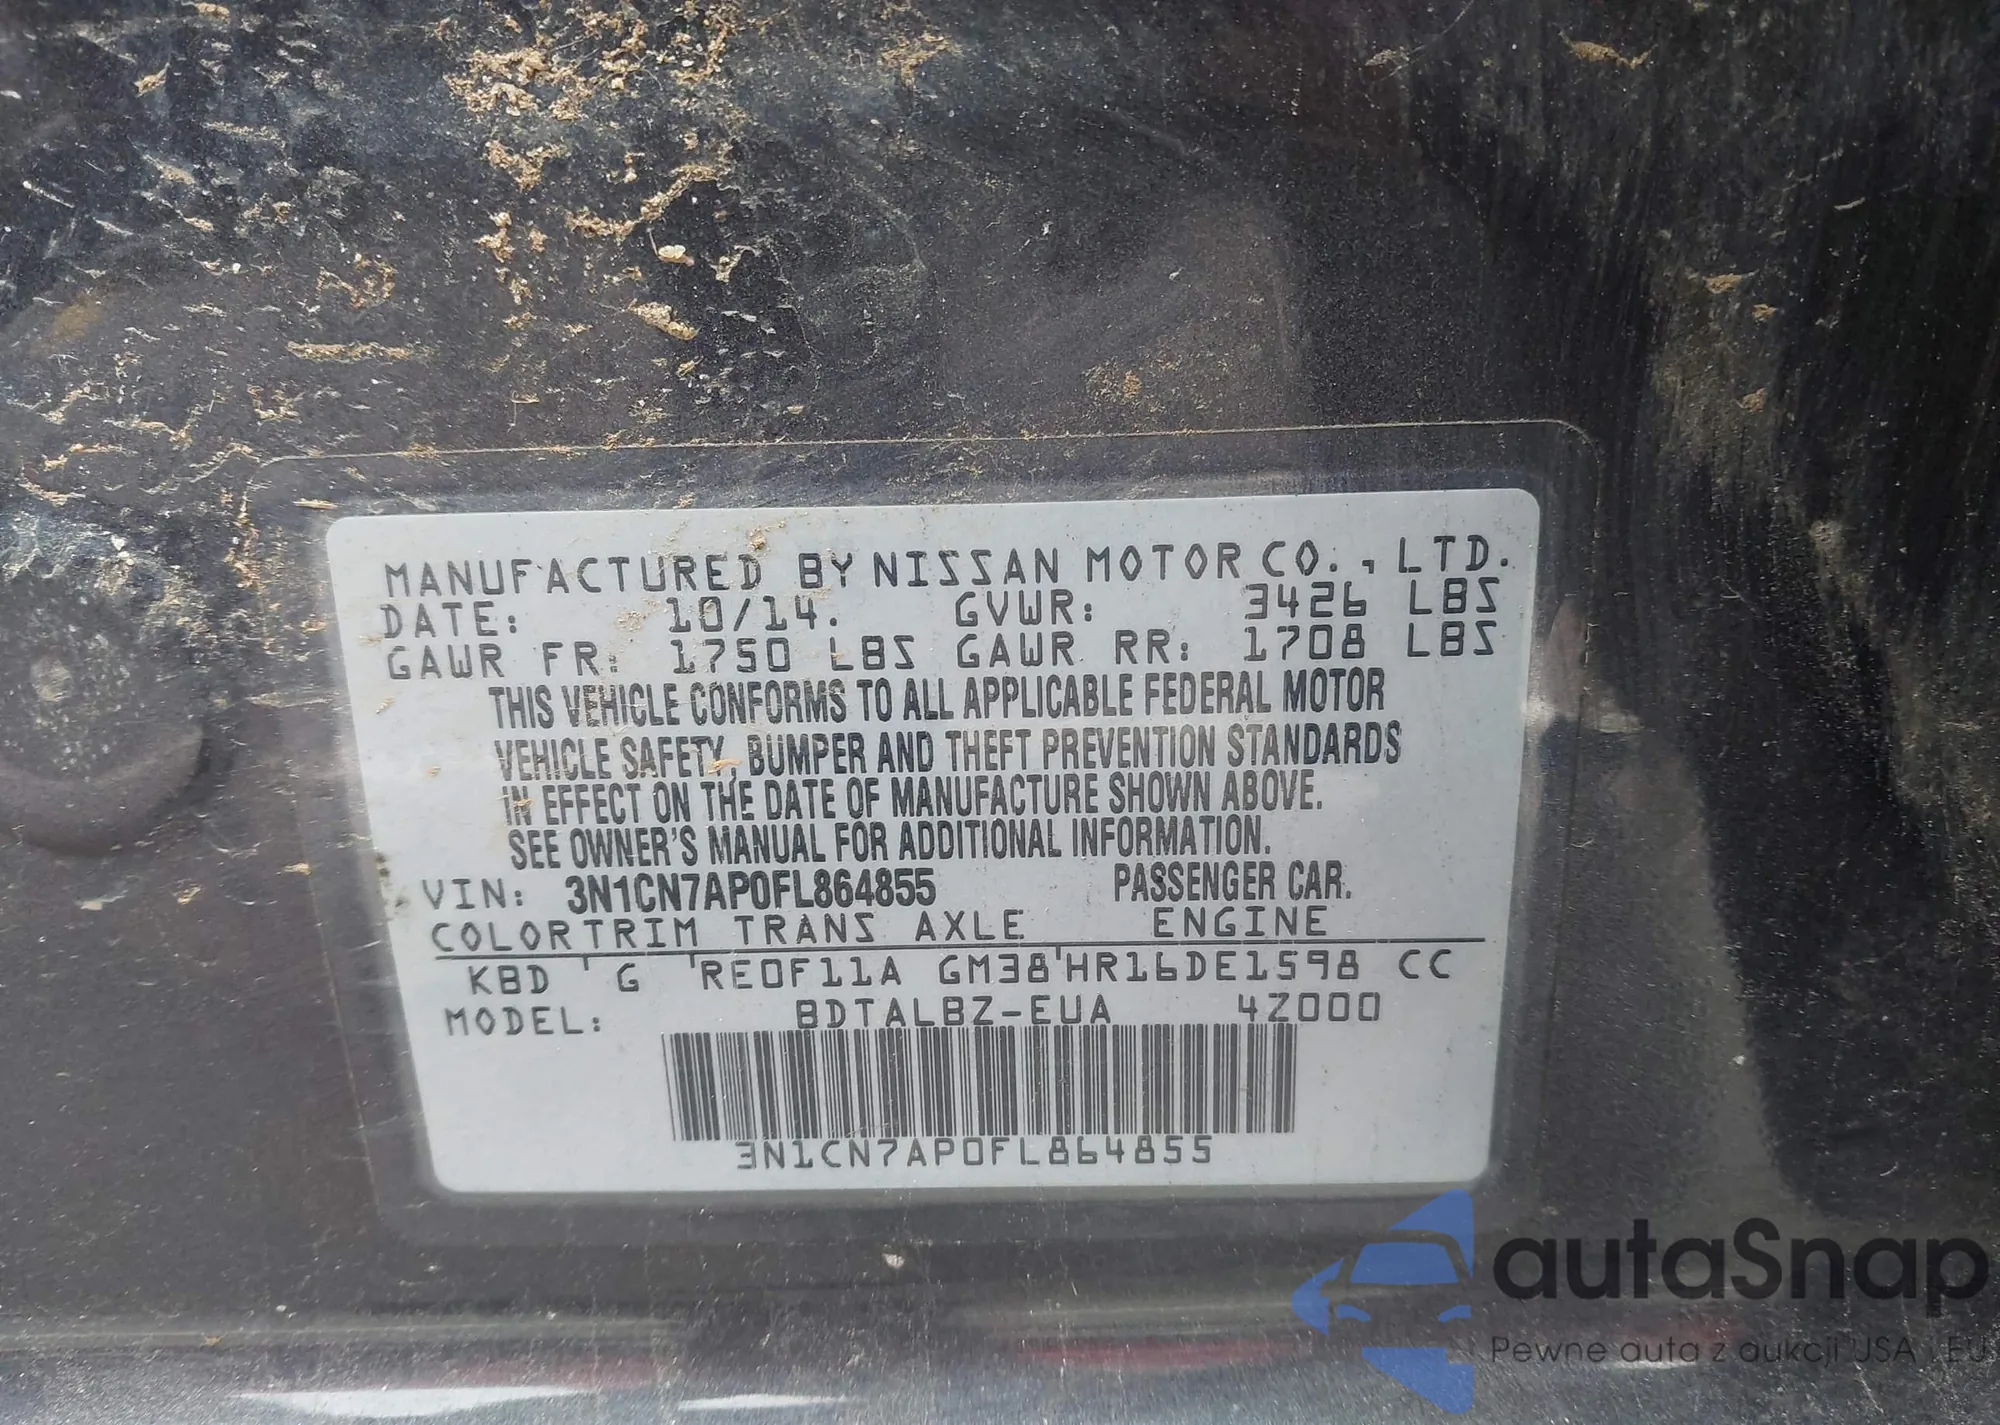 MANUFACTURED BY NISSAN MOTOR CO., LTD.
DATE: 10/14. GVWR: 3426 LBS
GAWR FR: 1750 LBS GAWR RR: 1708 LBS
THIS VEHICLE CONFORMS TO ALL APPLICABLE FEDERAL MOTOR
VEHICLE SAFETY, BUMPER AND THEFT PREVENTION STANDARDS
IN EFFECT ON THE DATE OF MANUFACTURE SHOWN ABOVE.
SEE OWNER'S MANUAL FOR ADDITIONAL INFORMATION.
VIN: 3N1CN7AP0FL864855 PASSENGER CAR.
COLORTRIM TRANS AXLE ENGINE
KBD G RE0F11A GM38 HR16DE1598 CC
MODEL: BDTALBZ-EUA 4Z000
3N1CN7AP0FL864855
autaSnap
Pewne auta z aukcji USA i EU